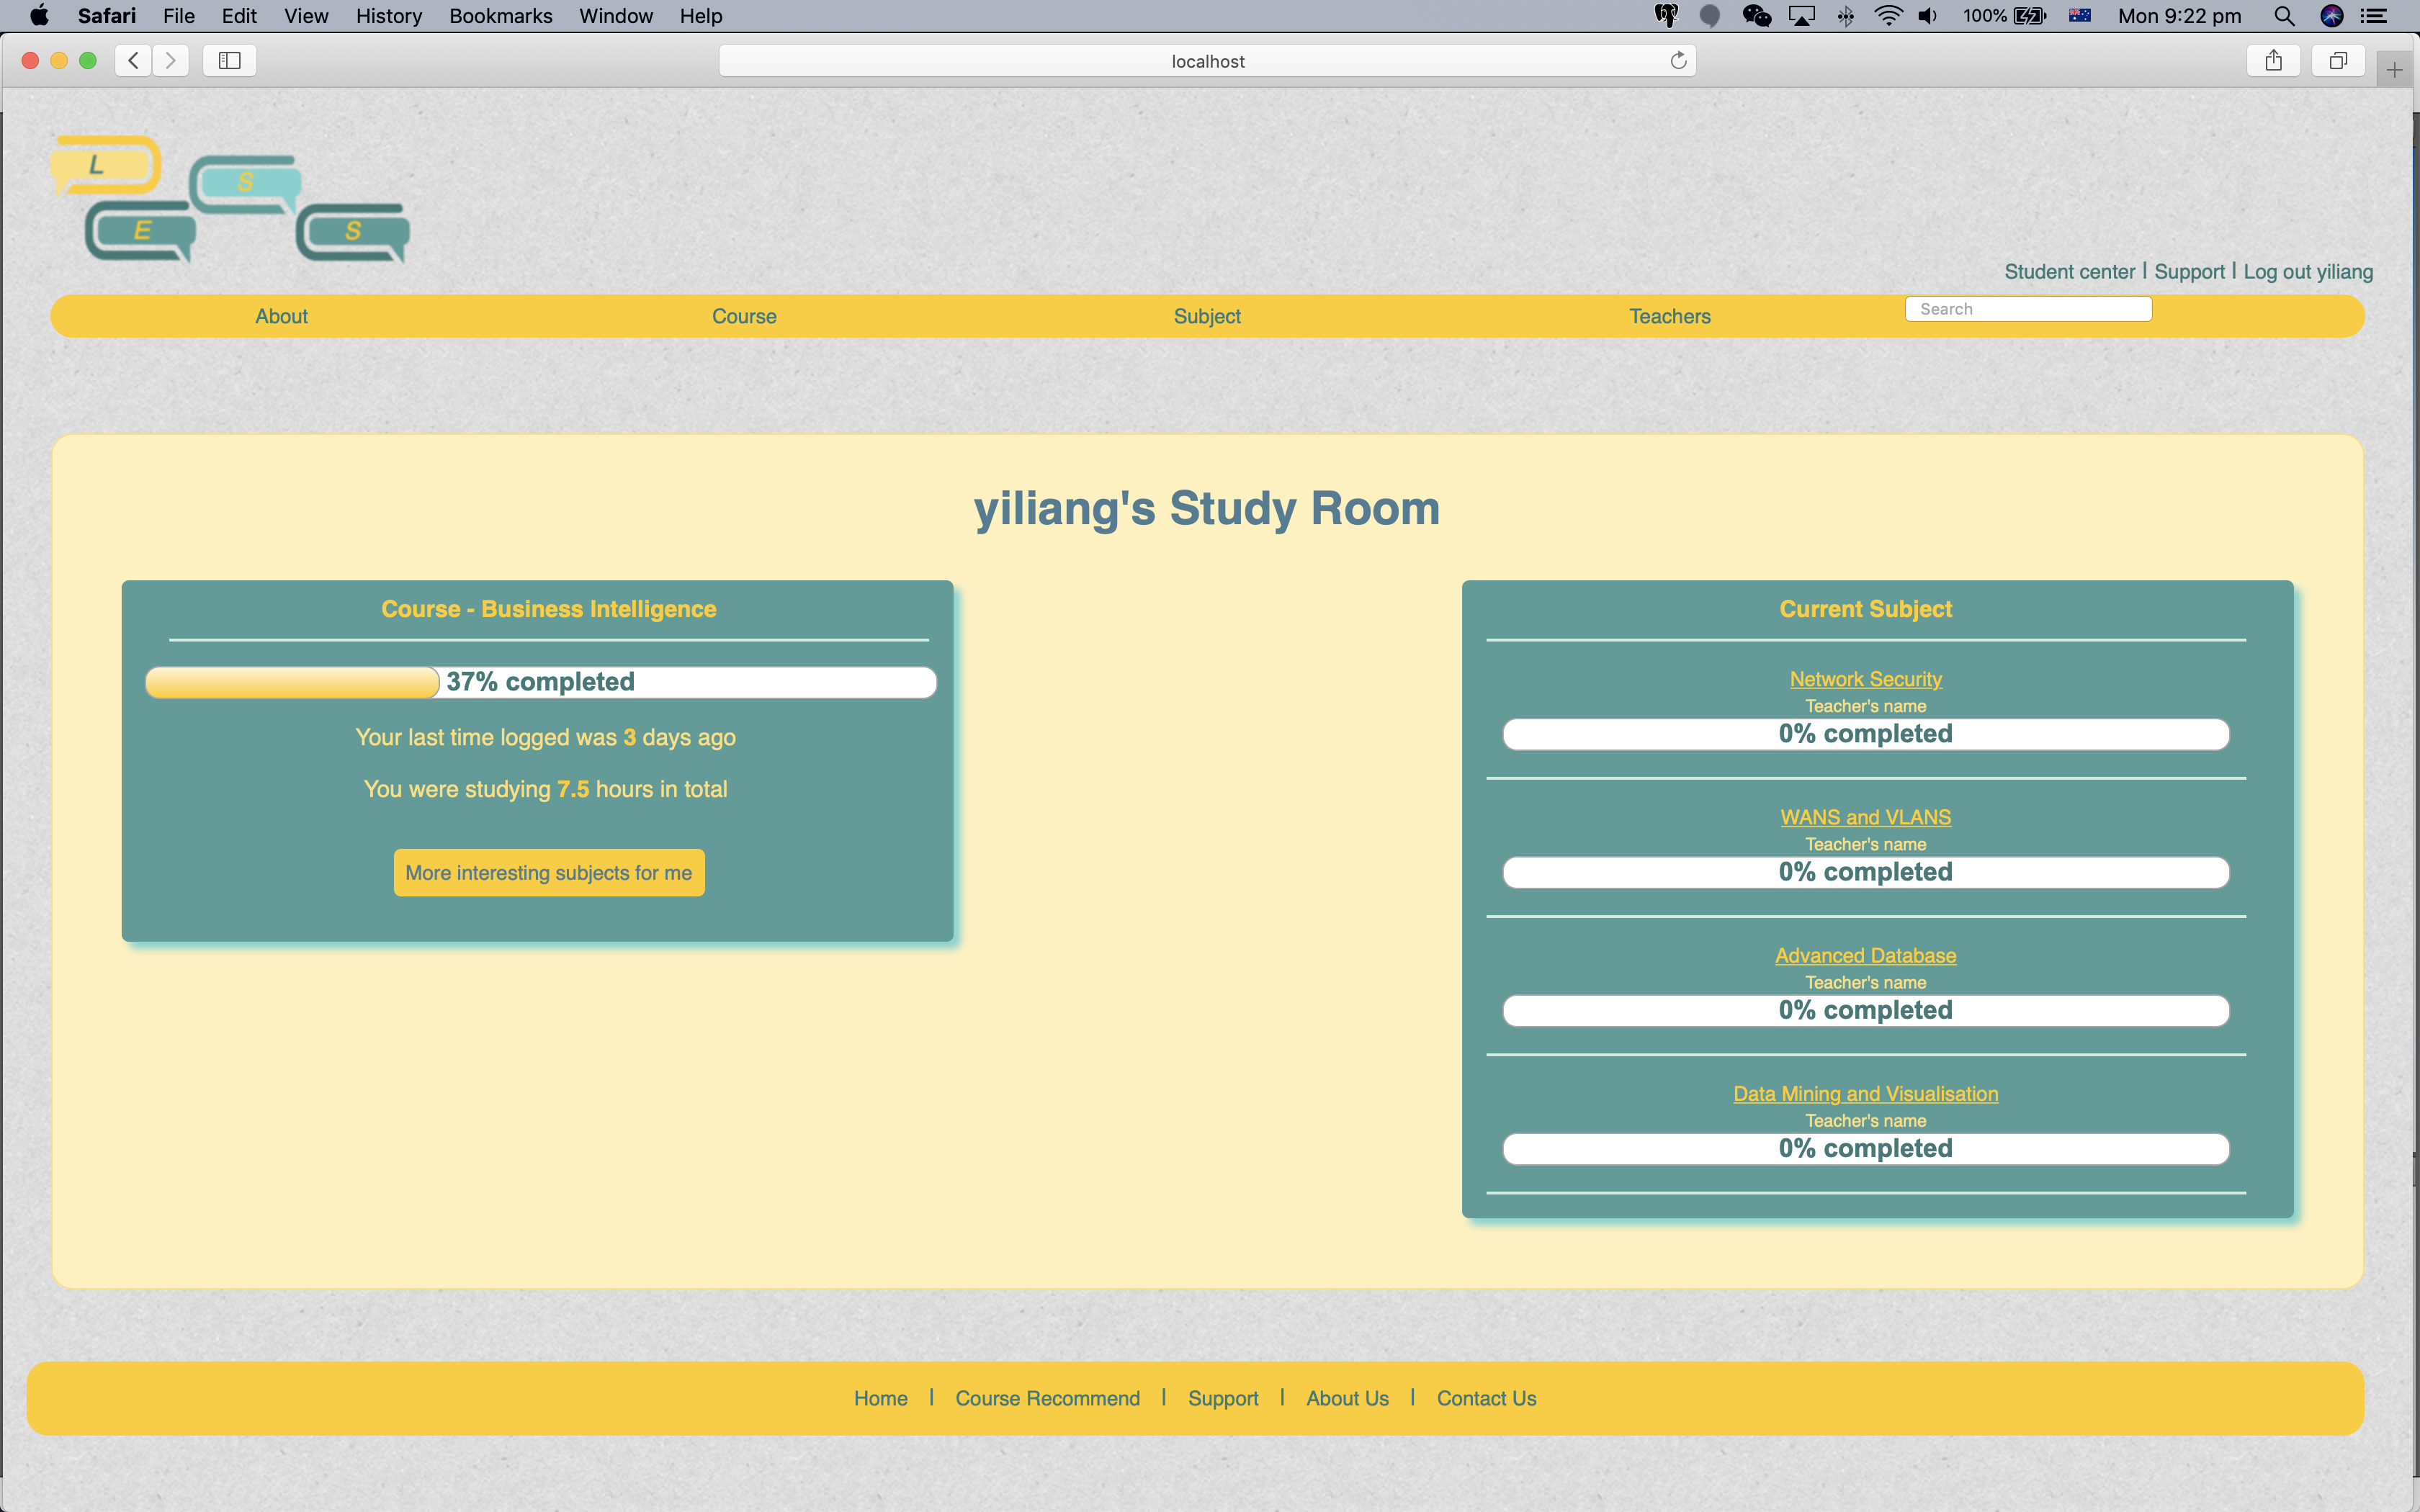 Safari File Edit View History Bookmarks Window Help 100% Mon 9:22 pm
localhost
L S
E S
Student center | Support | Log out yiliang
About Course Subject Teachers Search
yiliang's Study Room
Course - Business Intelligence
37% completed
Your last time logged was 3 days ago
You were studying 7.5 hours in total
More interesting subjects for me
Current Subject
Network Security
Teacher's name
0% completed
WANS and VLANS
Teacher's name
0% completed
Advanced Database
Teacher's name
0% completed
Data Mining and Visualisation
Teacher's name
0% completed
Home | Course Recommend | Support | About Us | Contact Us